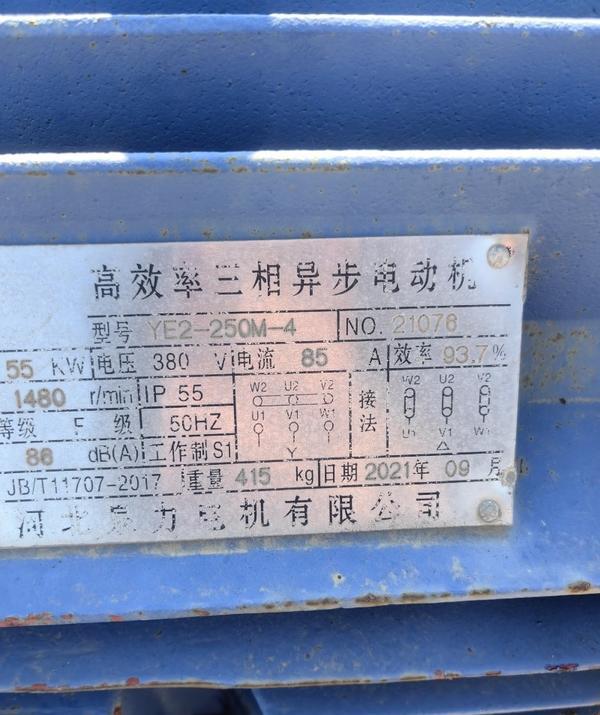 高效率三相异步电动机
型号 YE2-250M-4 NO. 21076
55 KW 电压 380 V 电流 85 A 效率 93.7%
1480 r/min IP 55
W2 U2 V2 接法 W2 U2 V2
等级 F 级 50HZ
U1 V1 W1 U1 V1 W1
86 dB(A) 工作制 S1 Y △
JB/T11707-2017 重量 415 kg 日期 2021年 09 月
河北 力电机有限公司